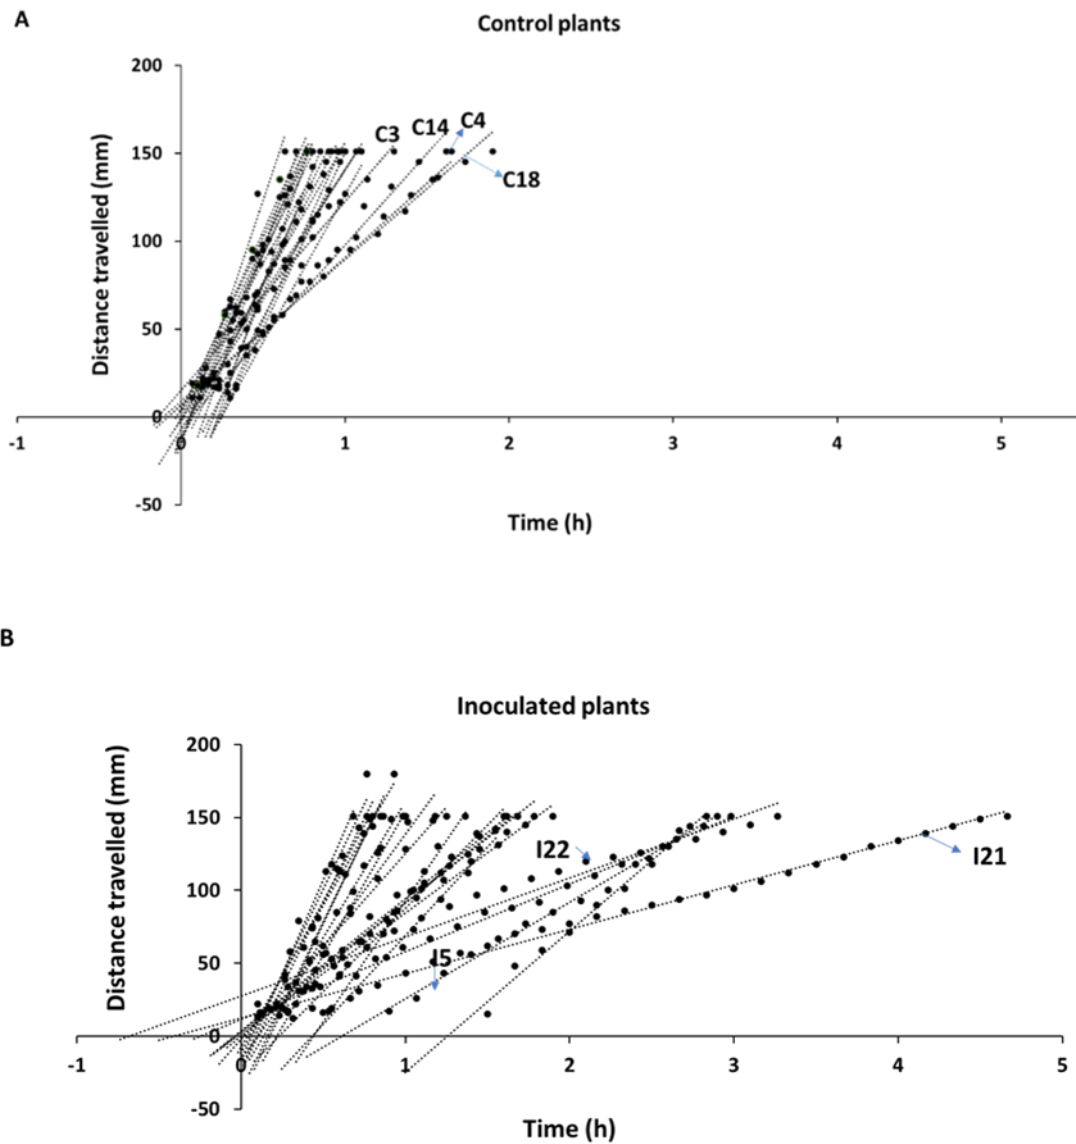 A
Control plants
200
150
100
50
0
-50
-1 0 1 2 3 4 5
C3 C14 C4
C18
Distance travelled (mm)
Time (h)
B
Inoculated plants
200
150
100
50
0
-50
-1 0 1 2 3 4 5
I22
I21
I5
Distance travelled (mm)
Time (h)